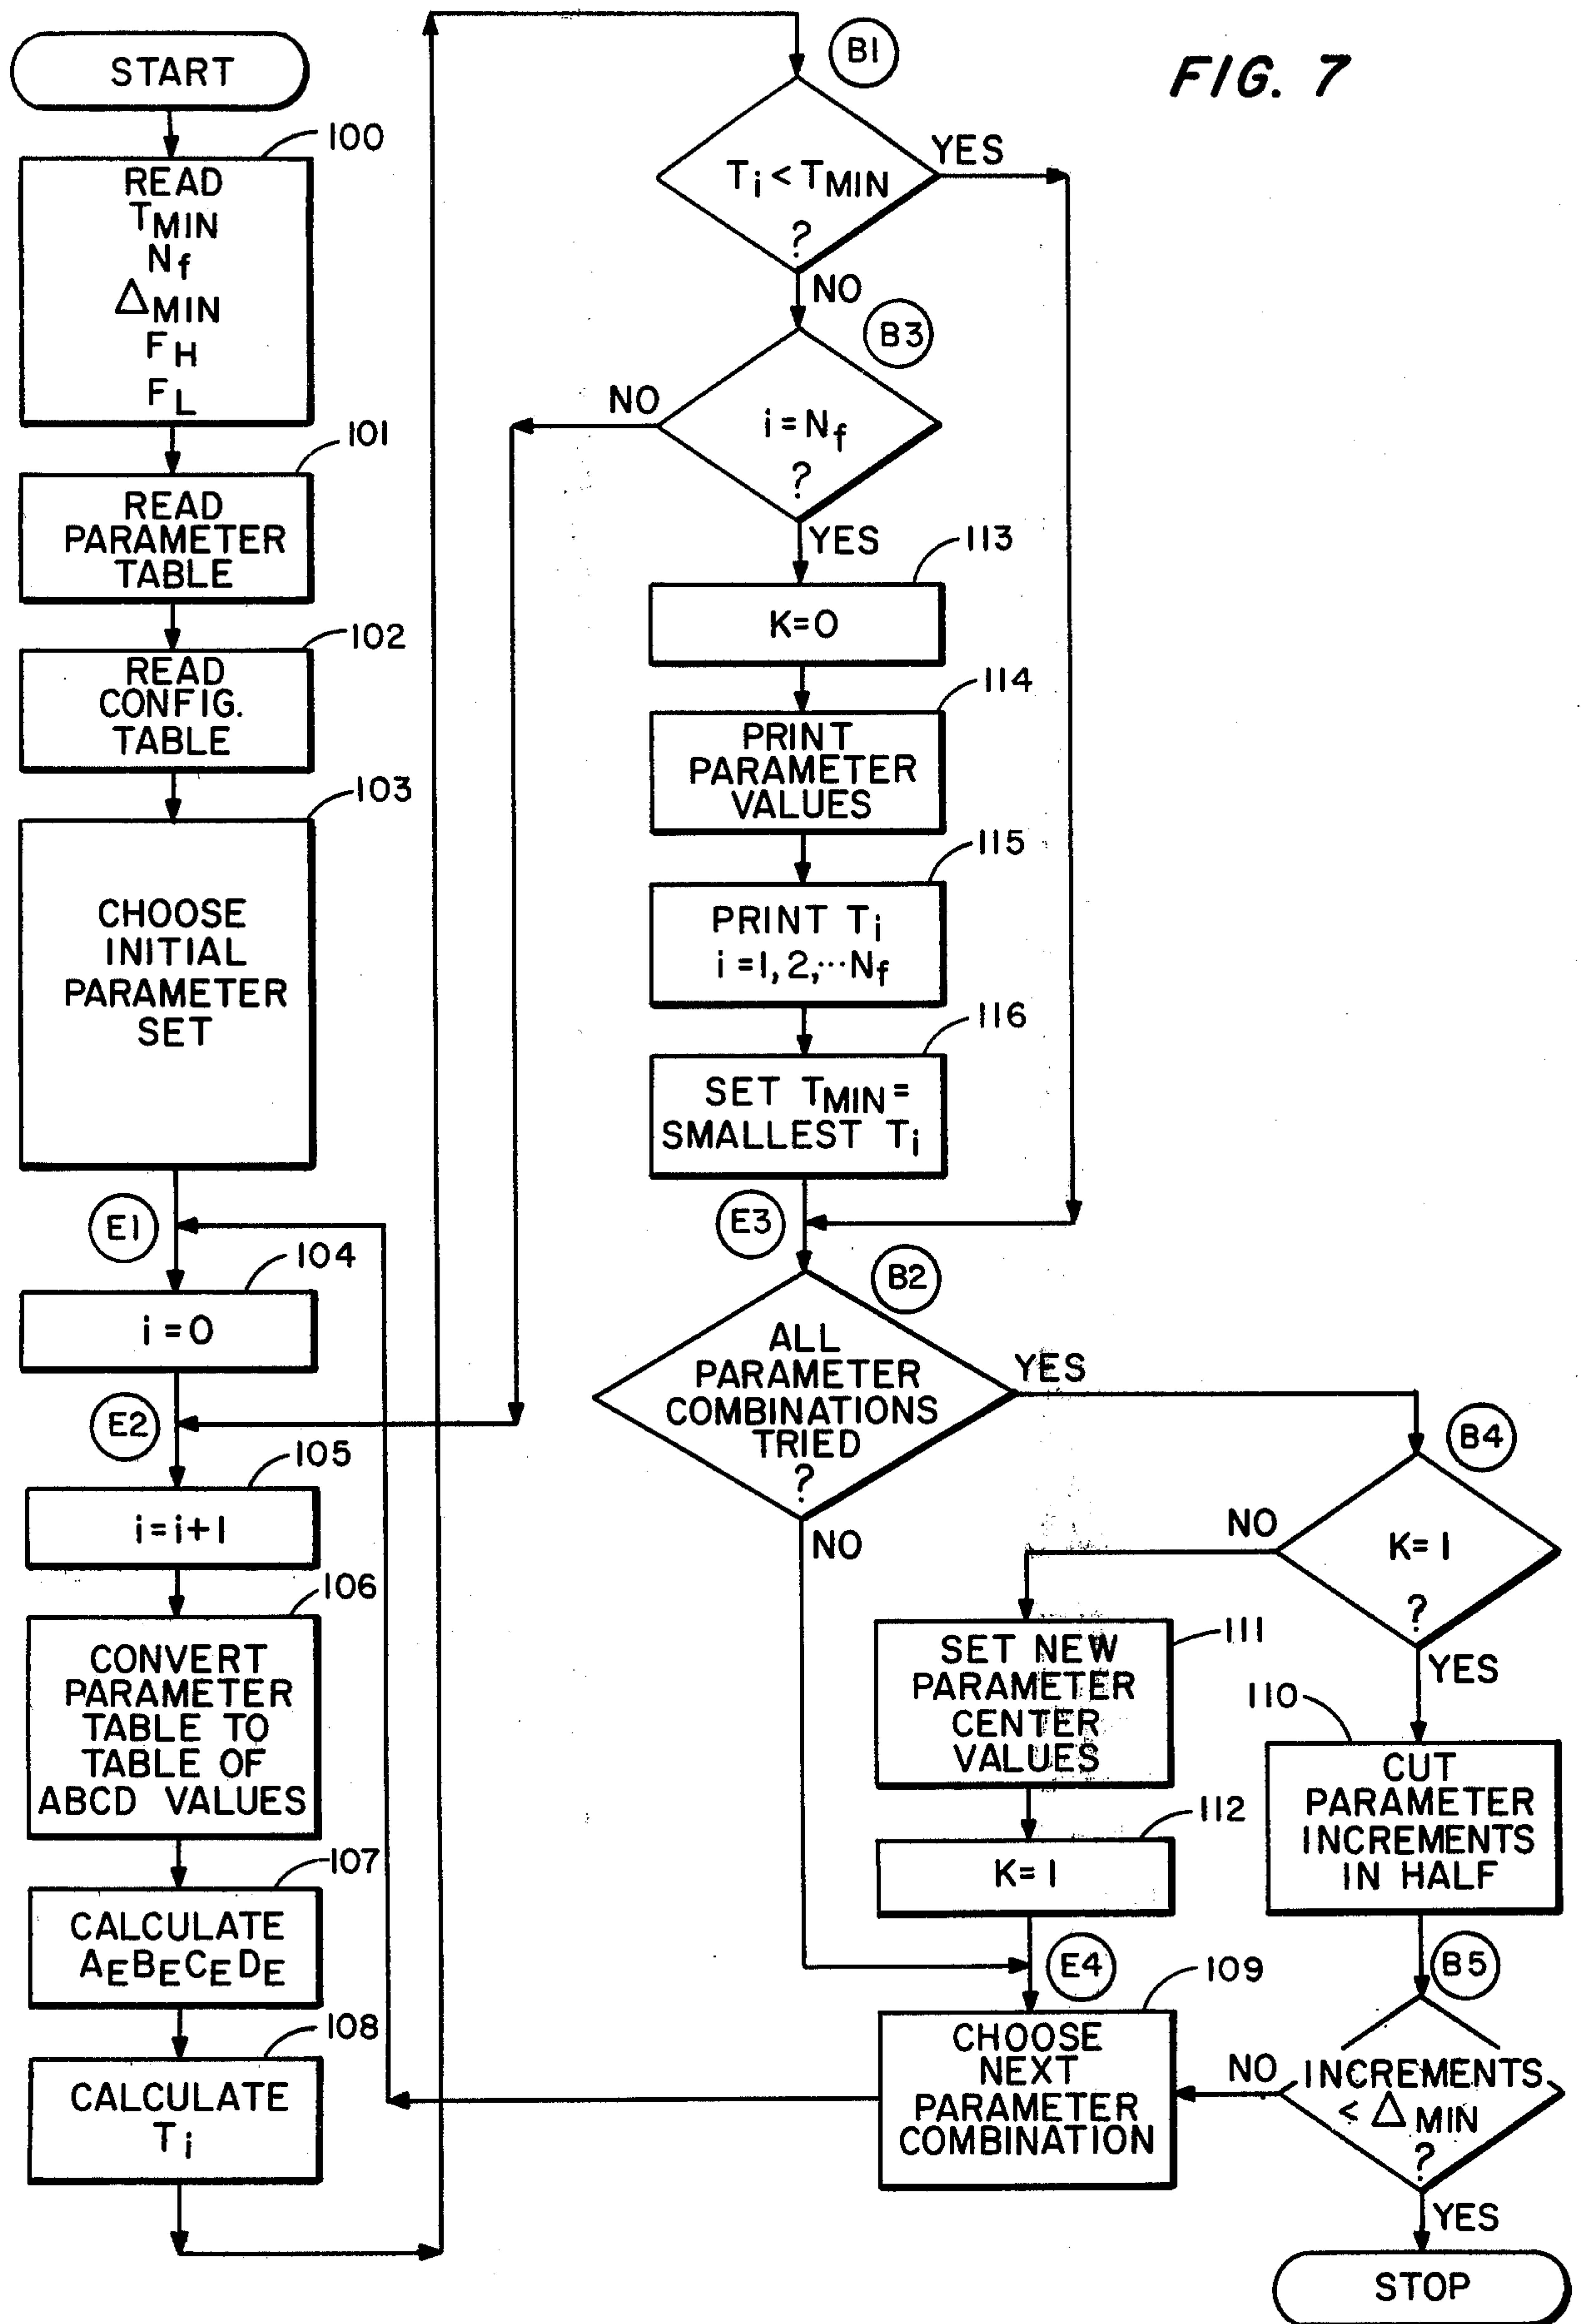 FIG. 7
START
100
READ
TMIN
Nf
ΔMIN
FH
FL
101
READ
PARAMETER
TABLE
102
READ
CONFIG.
TABLE
103
CHOOSE
INITIAL
PARAMETER
SET
E1
104
i=0
E2
105
i=i+1
106
CONVERT
PARAMETER
TABLE TO
TABLE OF
ABCD VALUES
107
CALCULATE
AEBECEDE
108
CALCULATE
Ti
B1
Ti<TMIN
?
YES
NO
B3
i=Nf
?
NO
YES
113
K=0
114
PRINT
PARAMETER
VALUES
115
PRINT Ti
i=1,2,···Nf
116
SET TMIN=
SMALLEST Ti
E3
B2
ALL
PARAMETER
COMBINATIONS
TRIED
?
YES
NO
B4
K=1
?
NO
YES
111
SET NEW
PARAMETER
CENTER
VALUES
112
K=1
110
CUT
PARAMETER
INCREMENTS
IN HALF
E4
109
CHOOSE
NEXT
PARAMETER
COMBINATION
B5
INCREMENTS
<ΔMIN
?
NO
YES
STOP